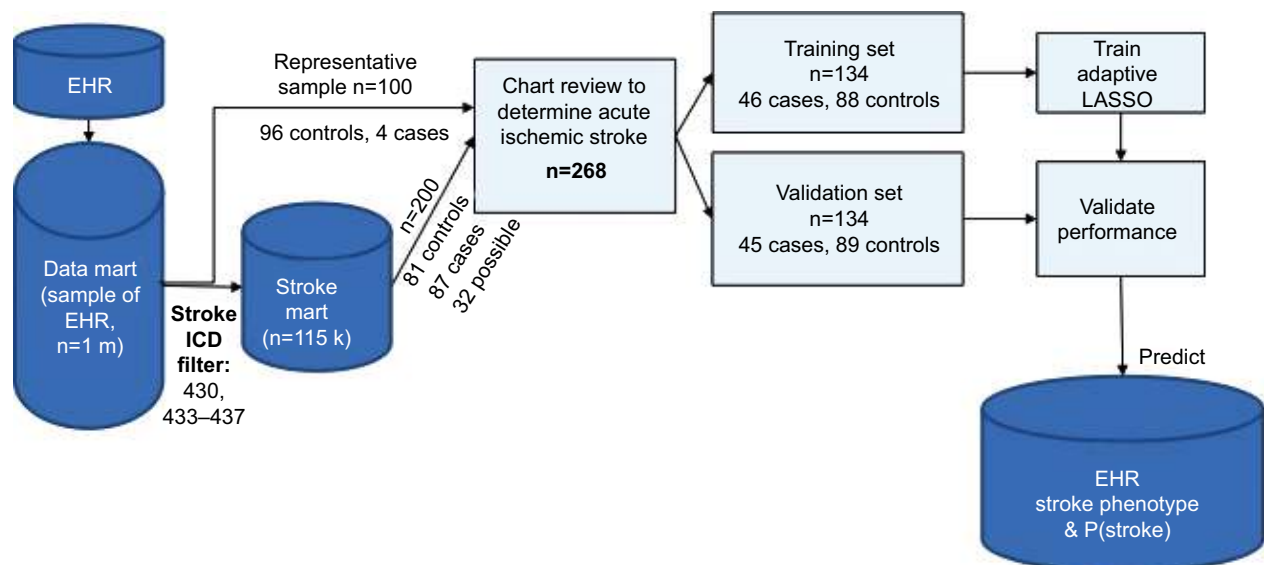 EHR
Data mart
(sample of
EHR,
n=1 m)
Stroke
ICD
filter:
430,
433–437
Representative
sample n=100
96 controls, 4 cases
Stroke
mart
(n=115 k)
n=200
81 controls
87 cases
32 possible
Chart review to
determine acute
ischemic stroke
n=268
Training set
n=134
46 cases, 88 controls
Validation set
n=134
45 cases, 89 controls
Train
adaptive
LASSO
Validate
performance
Predict
EHR
stroke phenotype
& P(stroke)